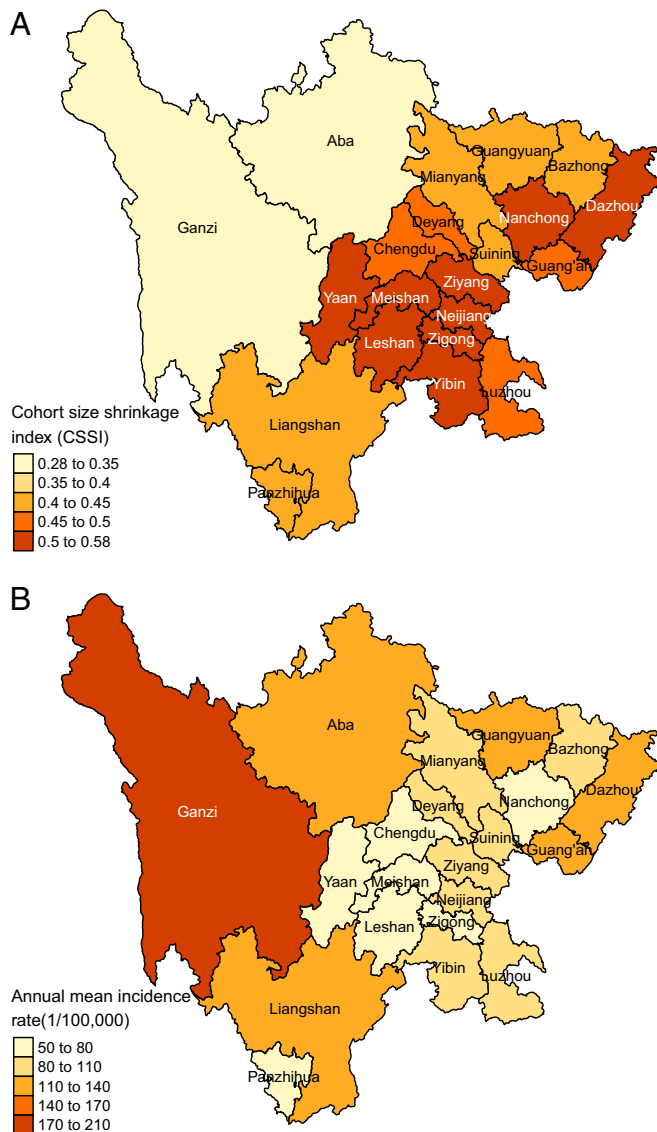 A
Aba
Guangyuan
Bazhong
Mianyang
Dazhou
Nanchong
Ganzi
Deyang
Chengdu
Suining
Guang'an
Ziyang
Yaan
Meishan
Neijiang
Zigong
Leshan
Yibin
Luzhou
Liangshan
Panzhihua
Cohort size shrinkage
index (CSSI)
0.28 to 0.35
0.35 to 0.4
0.4 to 0.45
0.45 to 0.5
0.5 to 0.58
B
Aba
Guangyuan
Bazhong
Mianyang
Dazhou
Nanchong
Ganzi
Deyang
Chengdu
Suining
Guang'an
Ziyang
Yaan
Meishan
Neijiang
Zigong
Leshan
Yibin
Luzhou
Liangshan
Panzhihua
Annual mean incidence
rate(1/100,000)
50 to 80
80 to 110
110 to 140
140 to 170
170 to 210